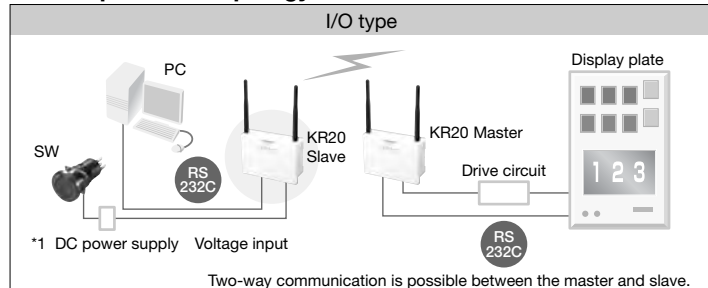 I/O type
Display plate
PC
KR20
Slave
KR20 Master
SW
RS
232C
Drive circuit
1 2 3
RS
232C
*1 DC power supply Voltage input
Two-way communication is possible between the master and slave.